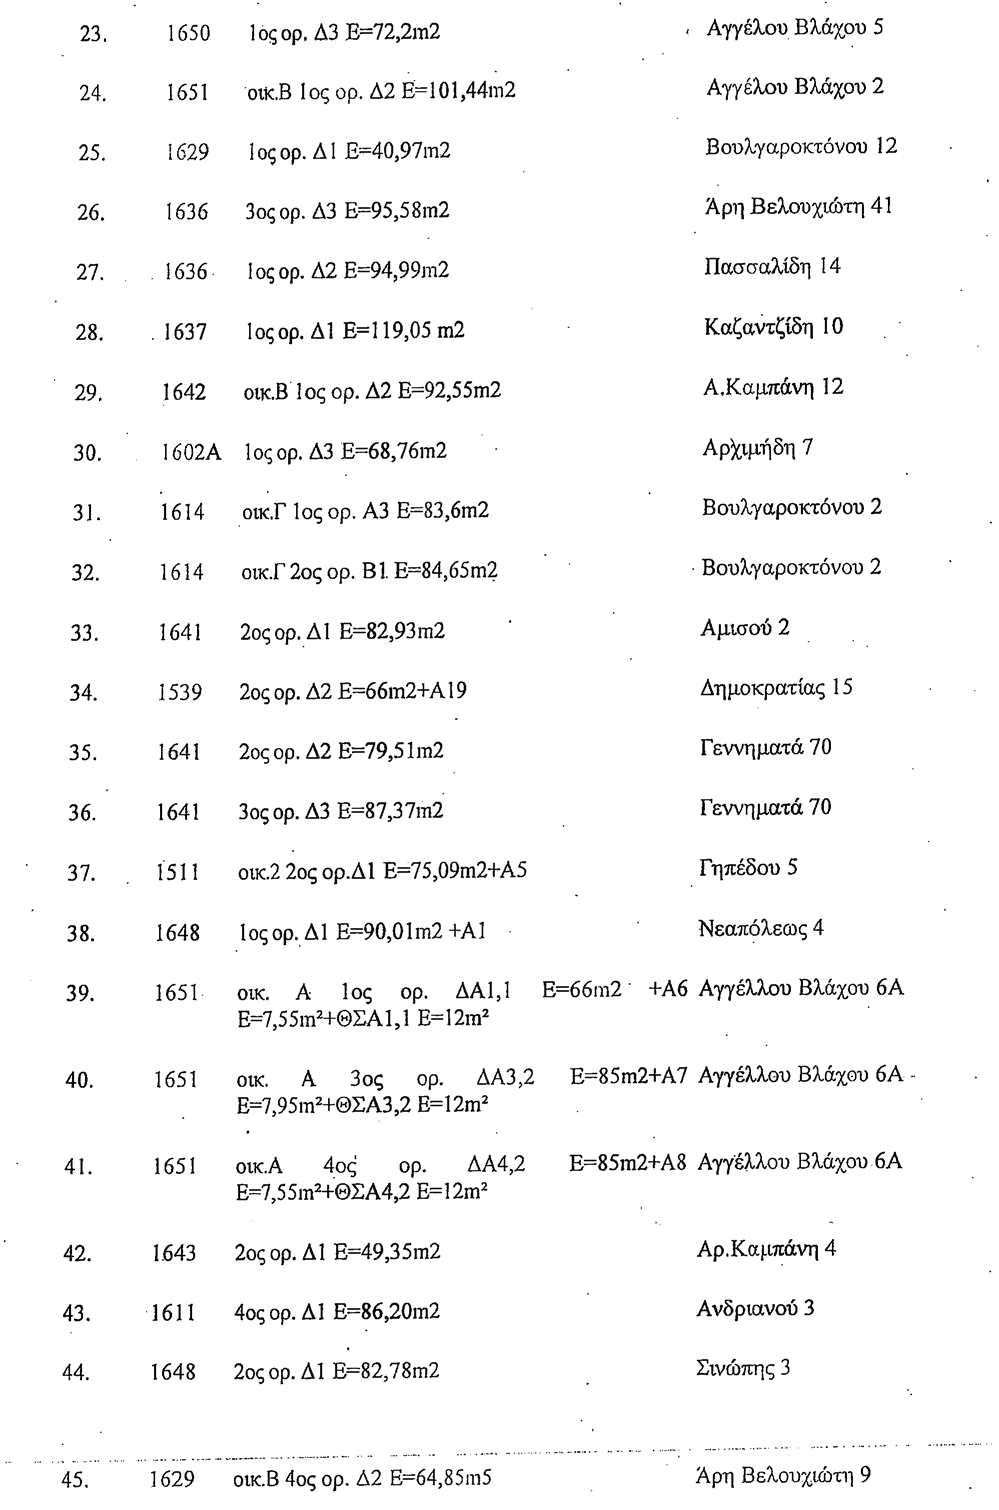 23. 1650 1ος ορ. Δ3 Ε=72,2m2 Αγγέλου Βλάχου 5
24. 1651 οικ.Β 1ος ορ. Δ2 Ε=101,44m2 Αγγέλου Βλάχου 2
25. 1629 1ος ορ. Δ1 Ε=40,97m2 Βουλγαροκτόνου 12
26. 1636 3ος ορ. Δ3 Ε=95,58m2 Άρη Βελουχιώτη 41
27. 1636 1ος ορ. Δ2 Ε=94,99m2 Πασσαλίδη 14
28. 1637 1ος ορ. Δ1 Ε=119,05 m2 Καζαντζίδη 10
29. 1642 οικ.Β 1ος ορ. Δ2 Ε=92,55m2 Α.Καμπάνη 12
30. 1602Α 1ος ορ. Δ3 Ε=68,76m2 Αρχιμήδη 7
31. 1614 οικ.Γ 1ος ορ. Α3 Ε=83,6m2 Βουλγαροκτόνου 2
32. 1614 οικ.Γ 2ος ορ. Β1 Ε=84,65m2 Βουλγαροκτόνου 2
33. 1641 2ος ορ. Δ1 Ε=82,93m2 Αμισού 2
34. 1539 2ος ορ. Δ2 Ε=66m2+Α19 Δημοκρατίας 15
35. 1641 2ος ορ. Δ2 Ε=79,51m2 Γεννηματά 70
36. 1641 3ος ορ. Δ3 Ε=87,37m2 Γεννηματά 70
37. 1511 οικ.2 2ος ορ.Δ1 Ε=75,09m2+Α5 Γηπέδου 5
38. 1648 1ος ορ. Δ1 Ε=90,01m2 +Α1 Νεαπόλεως 4
39. 1651 οικ. Α 1ος ορ. ΔΑ1,1 Ε=66m2 +Α6 Αγγέλλου Βλάχου 6Α
Ε=7,55m²+ΘΣΑ1,1 Ε=12m²
40. 1651 οικ. Α 3ος ορ. ΔΑ3,2 Ε=85m2+Α7 Αγγέλλου Βλάχου 6Α
Ε=7,95m²+ΘΣΑ3,2 Ε=12m²
41. 1651 οικ.Α 4ος ορ. ΔΑ4,2 Ε=85m2+Α8 Αγγέλλου Βλάχου 6Α
Ε=7,55m²+ΘΣΑ4,2 Ε=12m²
42. 1643 2ος ορ. Δ1 Ε=49,35m2 Αρ.Καμπάνη 4
43. 1611 4ος ορ. Δ1 Ε=86,20m2 Ανδριανού 3
44. 1648 2ος ορ. Δ1 Ε=82,78m2 Σινώπης 3
45. 1629 οικ.Β 4ος ορ. Δ2 Ε=64,85m5 Άρη Βελουχιώτη 9